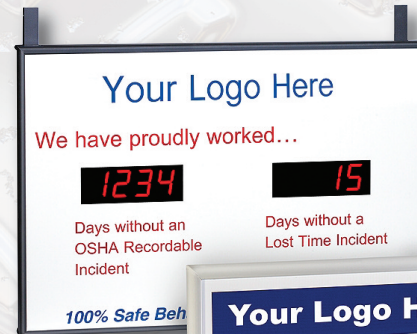 Your Logo Here
We have proudly worked...
1234
15
Days without an
OSHA Recordable
Incident
Days without a
Lost Time Incident
100% Safe Beh
Your Logo H